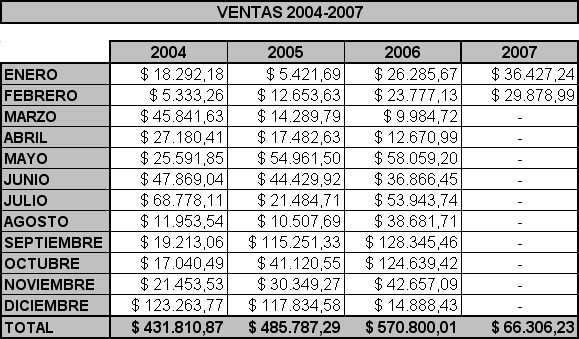 VENTAS 2004-2007
2004 2005 2006 2007
ENERO $ 18.292,18 $ 5.421,69 $ 26.285,67 $ 36.427,24
FEBRERO $ 5.333,26 $ 12.653,63 $ 23.777,13 $ 29.878,99
MARZO $ 45.841,63 $ 14.289,79 $ 9.984,72 -
ABRIL $ 27.180,41 $ 17.482,63 $ 12.670,99 -
MAYO $ 25.591,85 $ 54.961,50 $ 58.059,20 -
JUNIO $ 47.869,04 $ 44.429,92 $ 36.866,45 -
JULIO $ 68.778,11 $ 21.484,71 $ 53.943,74 -
AGOSTO $ 11.953,54 $ 10.507,69 $ 38.681,71 -
SEPTIEMBRE $ 19.213,06 $ 115.251,33 $ 128.345,46 -
OCTUBRE $ 17.040,49 $ 41.120,55 $ 124.639,42 -
NOVIEMBRE $ 21.453,53 $ 30.349,27 $ 42.657,09 -
DICIEMBRE $ 123.263,77 $ 117.834,58 $ 14.888,43 -
TOTAL $ 431.810,87 $ 485.787,29 $ 570.800,01 $ 66.306,23